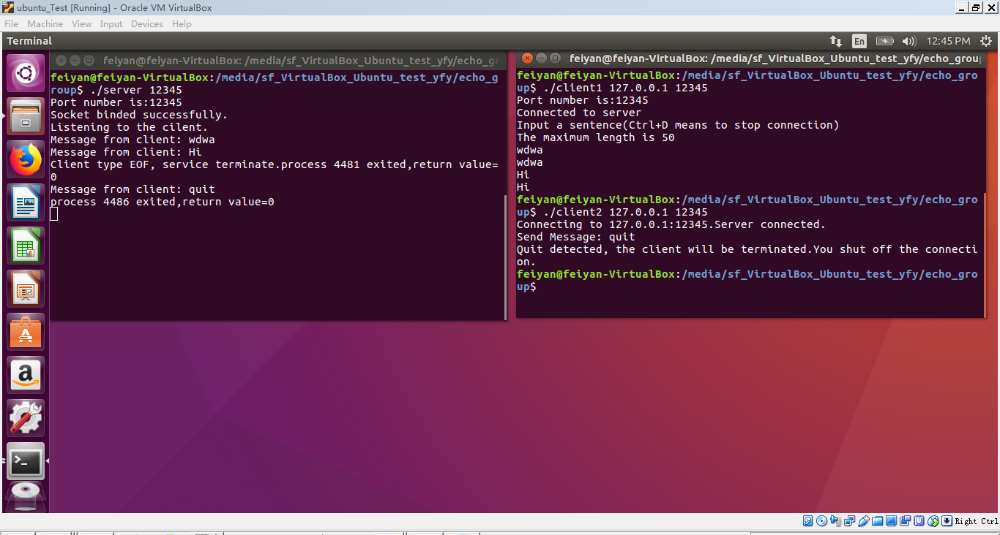 ubuntu_Test [Running] - Oracle VM VirtualBox
File Machine View Input Devices Help
Terminal
En
12:45 PM
feiyan@feiyan-VirtualBox: /media/sf_VirtualBox_Ubuntu_test_yfy/echo_gr
feiyan@feiyan-VirtualBox:/media/sf_VirtualBox_Ubuntu_test_yfy/echo_g
roup$ ./server 12345
Port number is:12345
Socket binded successfully.
Listening to the cilent.
Message from client: wdwa
Message from client: Hi
Client type EOF, service terminate.process 4481 exited,return value=
0
Message from client: quit
process 4486 exited,return value=0
feiyan@feiyan-VirtualBox: /media/sf_VirtualBox_Ubuntu_test_yfy/echo_group
feiyan@feiyan-VirtualBox:/media/sf_VirtualBox_Ubuntu_test_yfy/echo_gro
up$ ./client1 127.0.0.1 12345
Port number is:12345
Connected to server
Input a sentence(Ctrl+D means to stop connection)
The maximum length is 50
wdwa
wdwa
Hi
Hi
feiyan@feiyan-VirtualBox:/media/sf_VirtualBox_Ubuntu_test_yfy/echo_gro
up$ ./client2 127.0.0.1 12345
Connecting to 127.0.0.1:12345.Server connected.
Send Message: quit
Quit detected, the client will be terminated.You shut off the connecti
on.
feiyan@feiyan-VirtualBox:/media/sf_VirtualBox_Ubuntu_test_yfy/echo_gro
up$
Right Ctrl